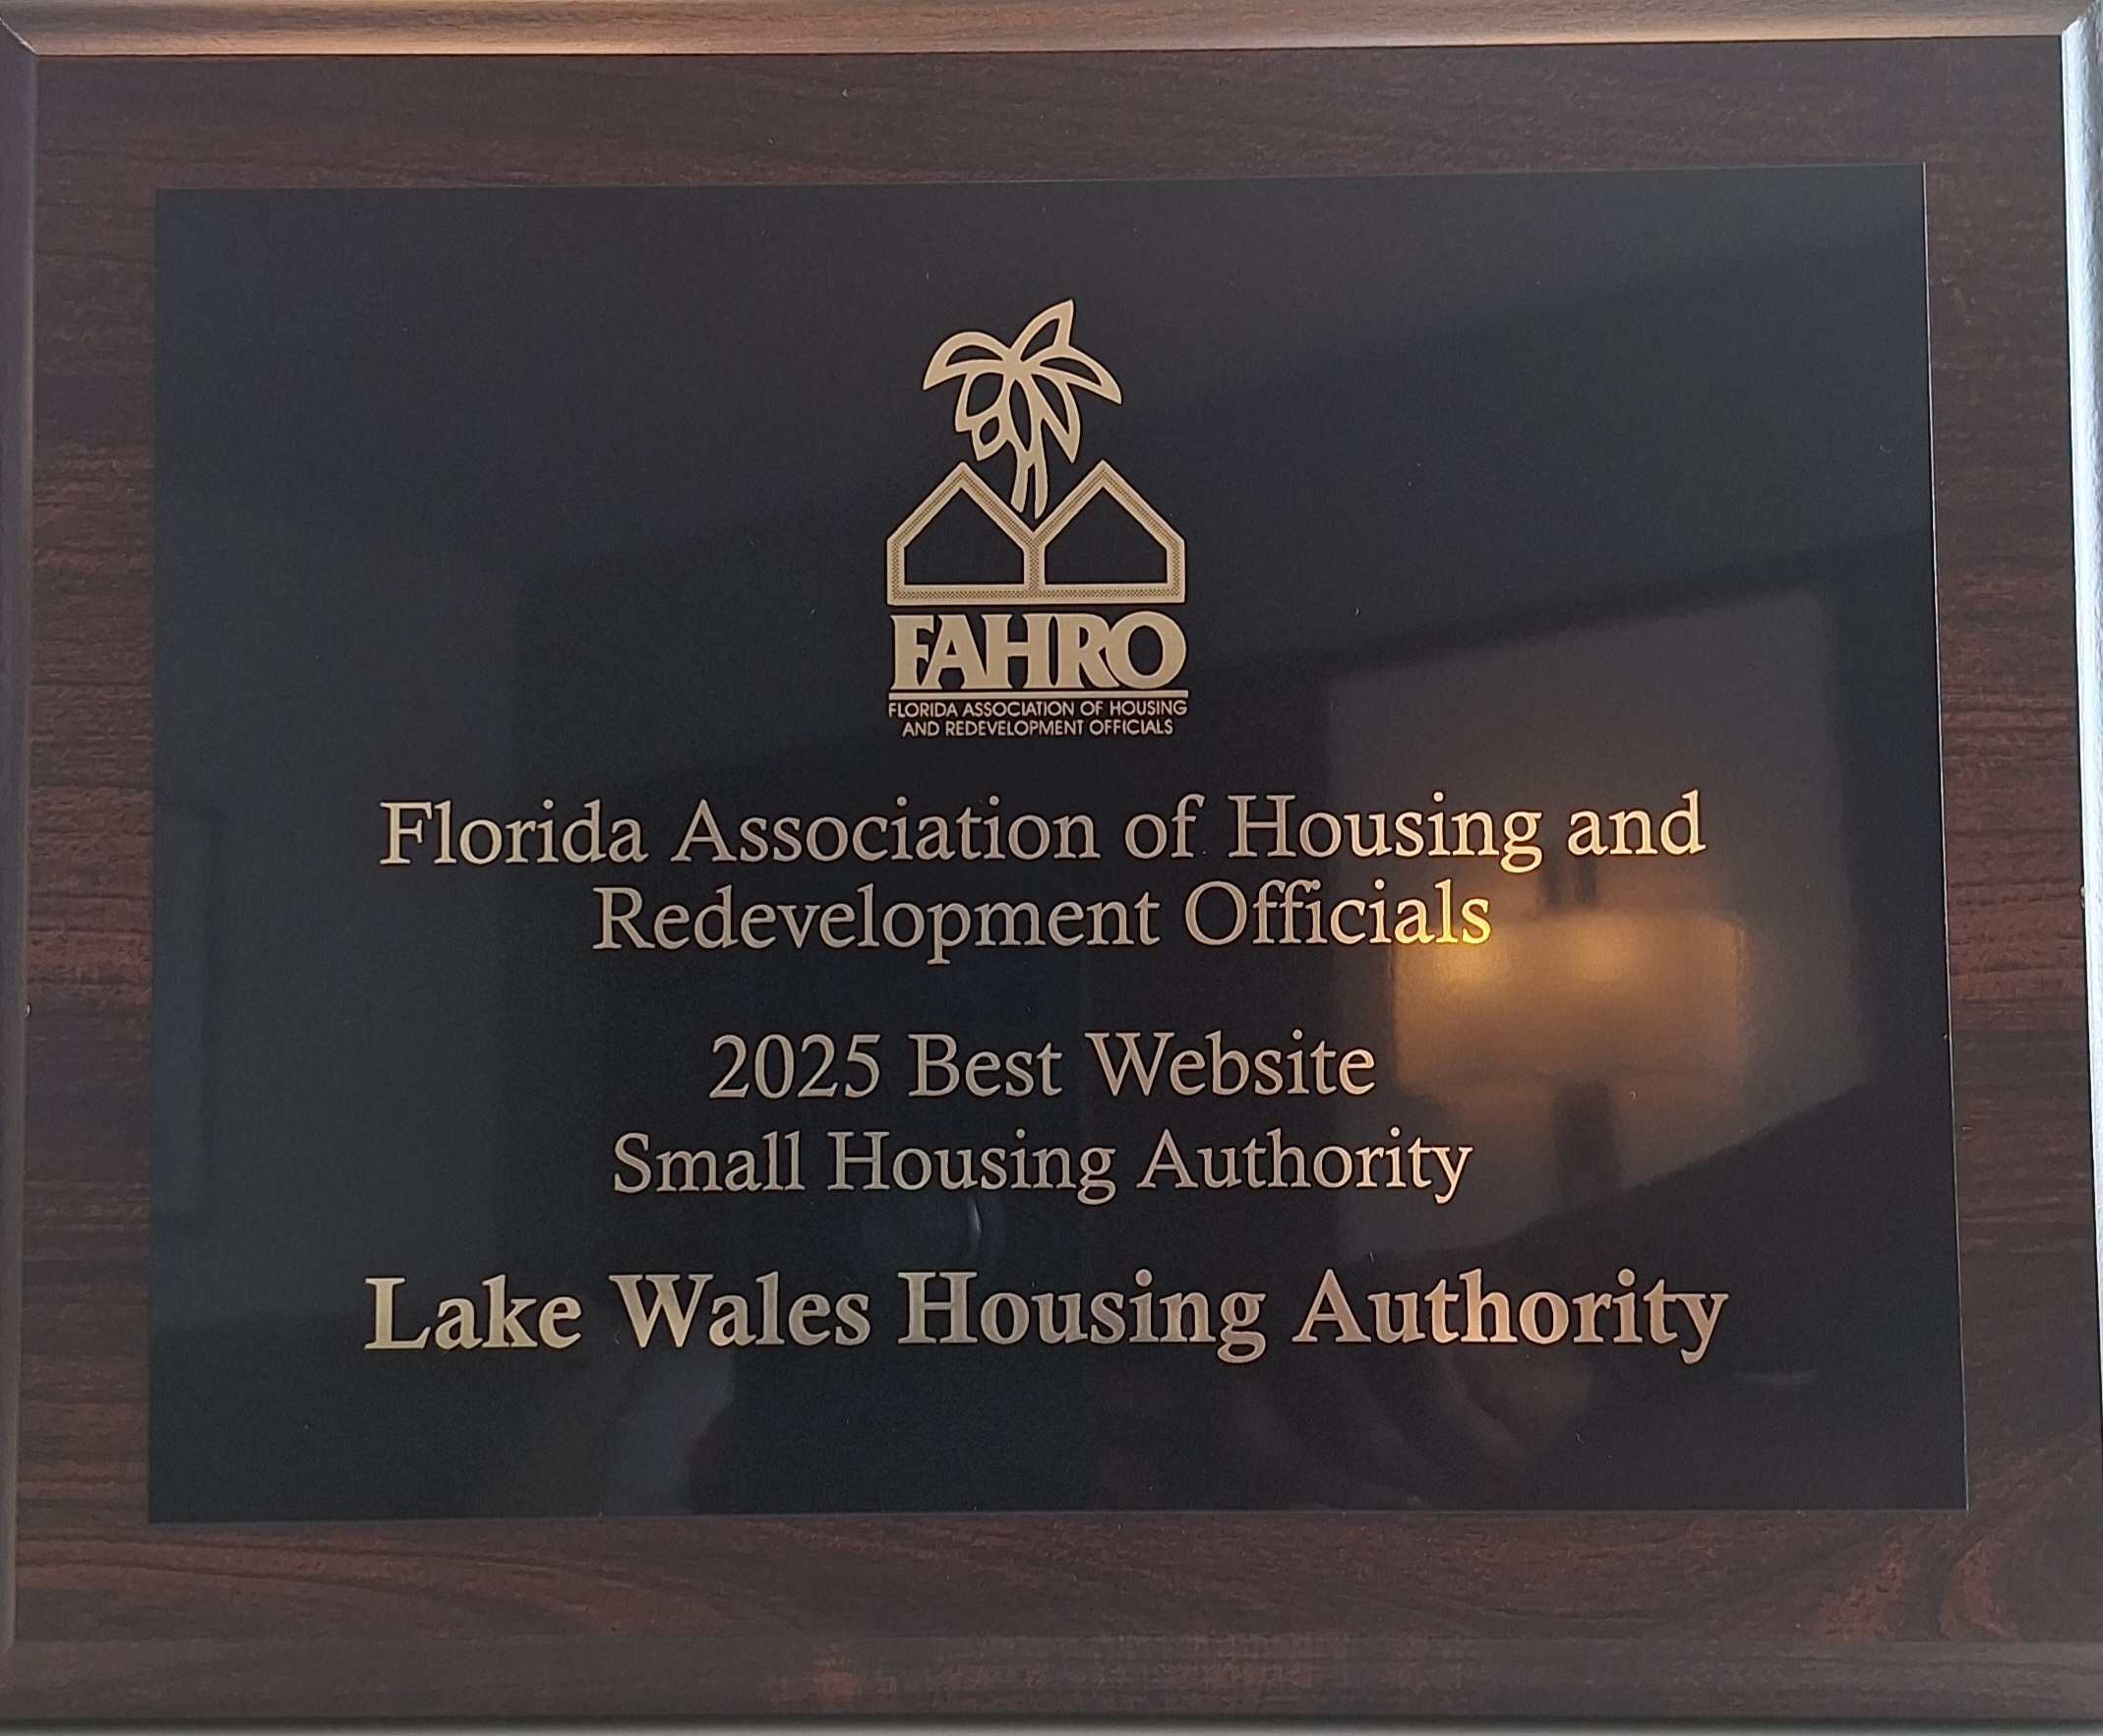 FAHRO
FLORIDA ASSOCIATION OF HOUSING
AND REDEVELOPMENT OFFICIALS
Florida Association of Housing and
Redevelopment Officials
2025 Best Website
Small Housing Authority
Lake Wales Housing Authority